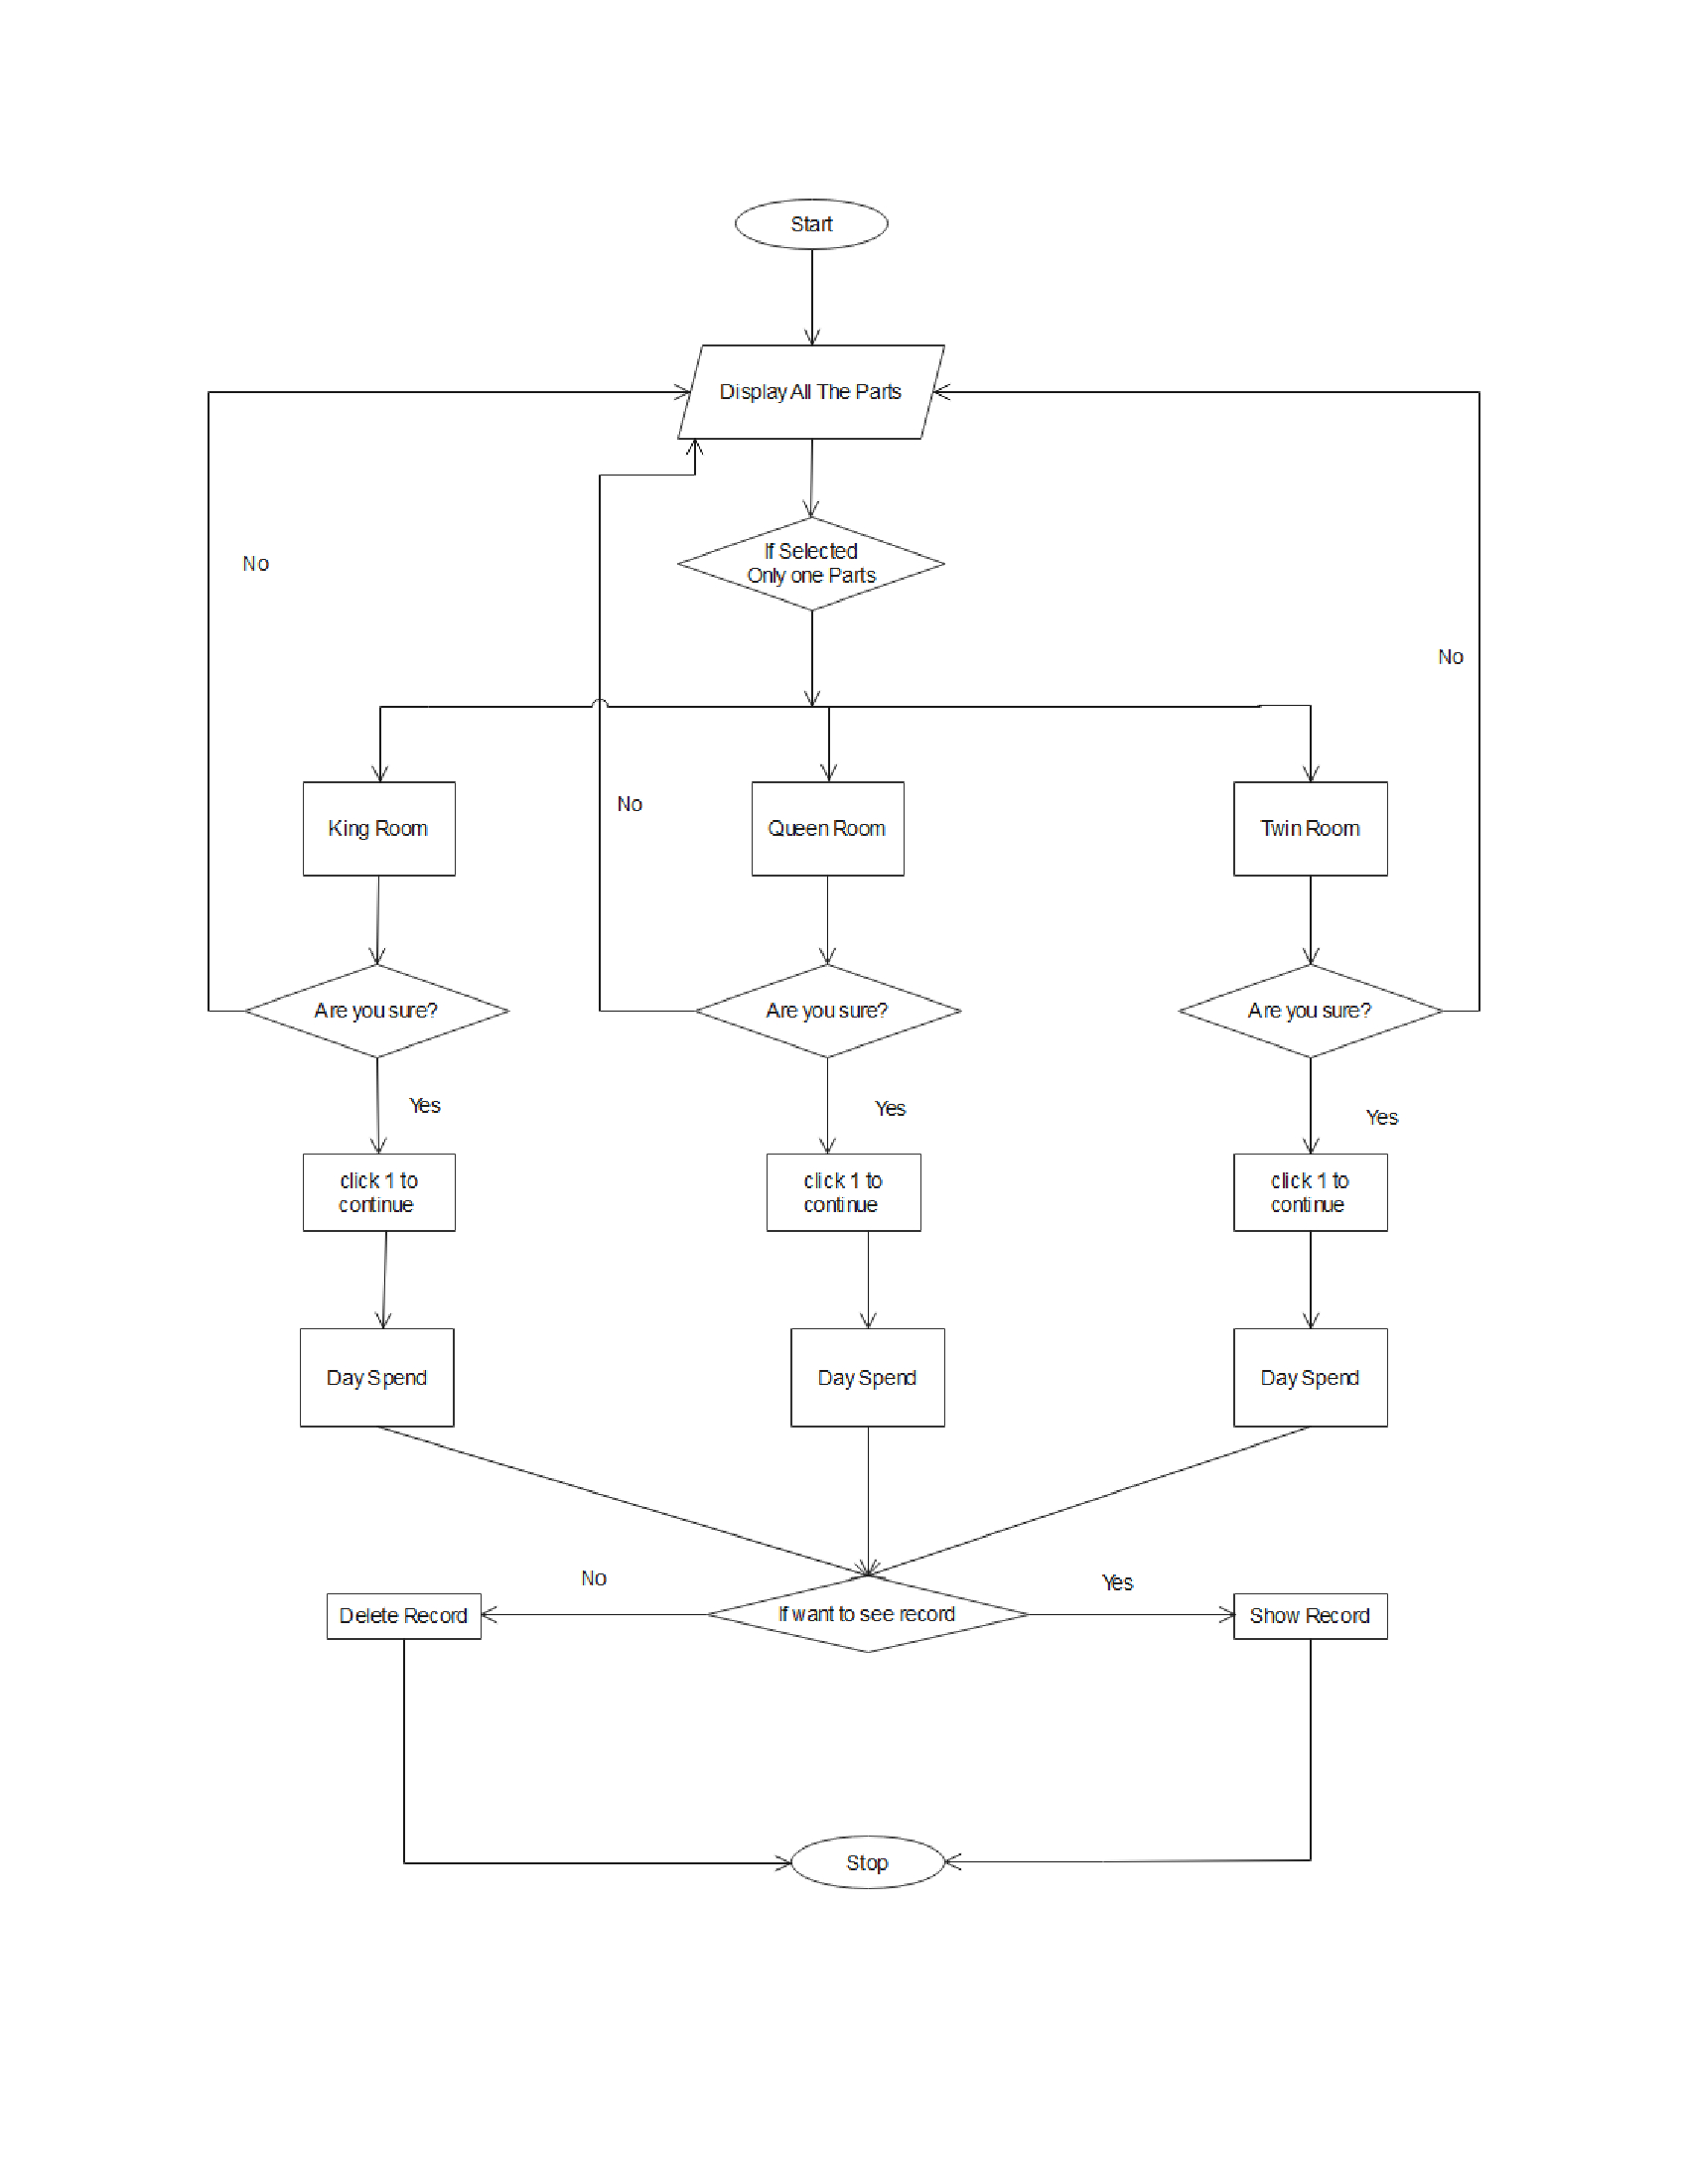 Start
Display All The Parts
If Selected
Only one Parts
No
No
No
King Room
Queen Room
Twin Room
Are you sure?
Are you sure?
Are you sure?
Yes
Yes
Yes
click 1 to
continue
click 1 to
continue
click 1 to
continue
Day Spend
Day Spend
Day Spend
No
Yes
Delete Record
If want to see record
Show Record
Stop